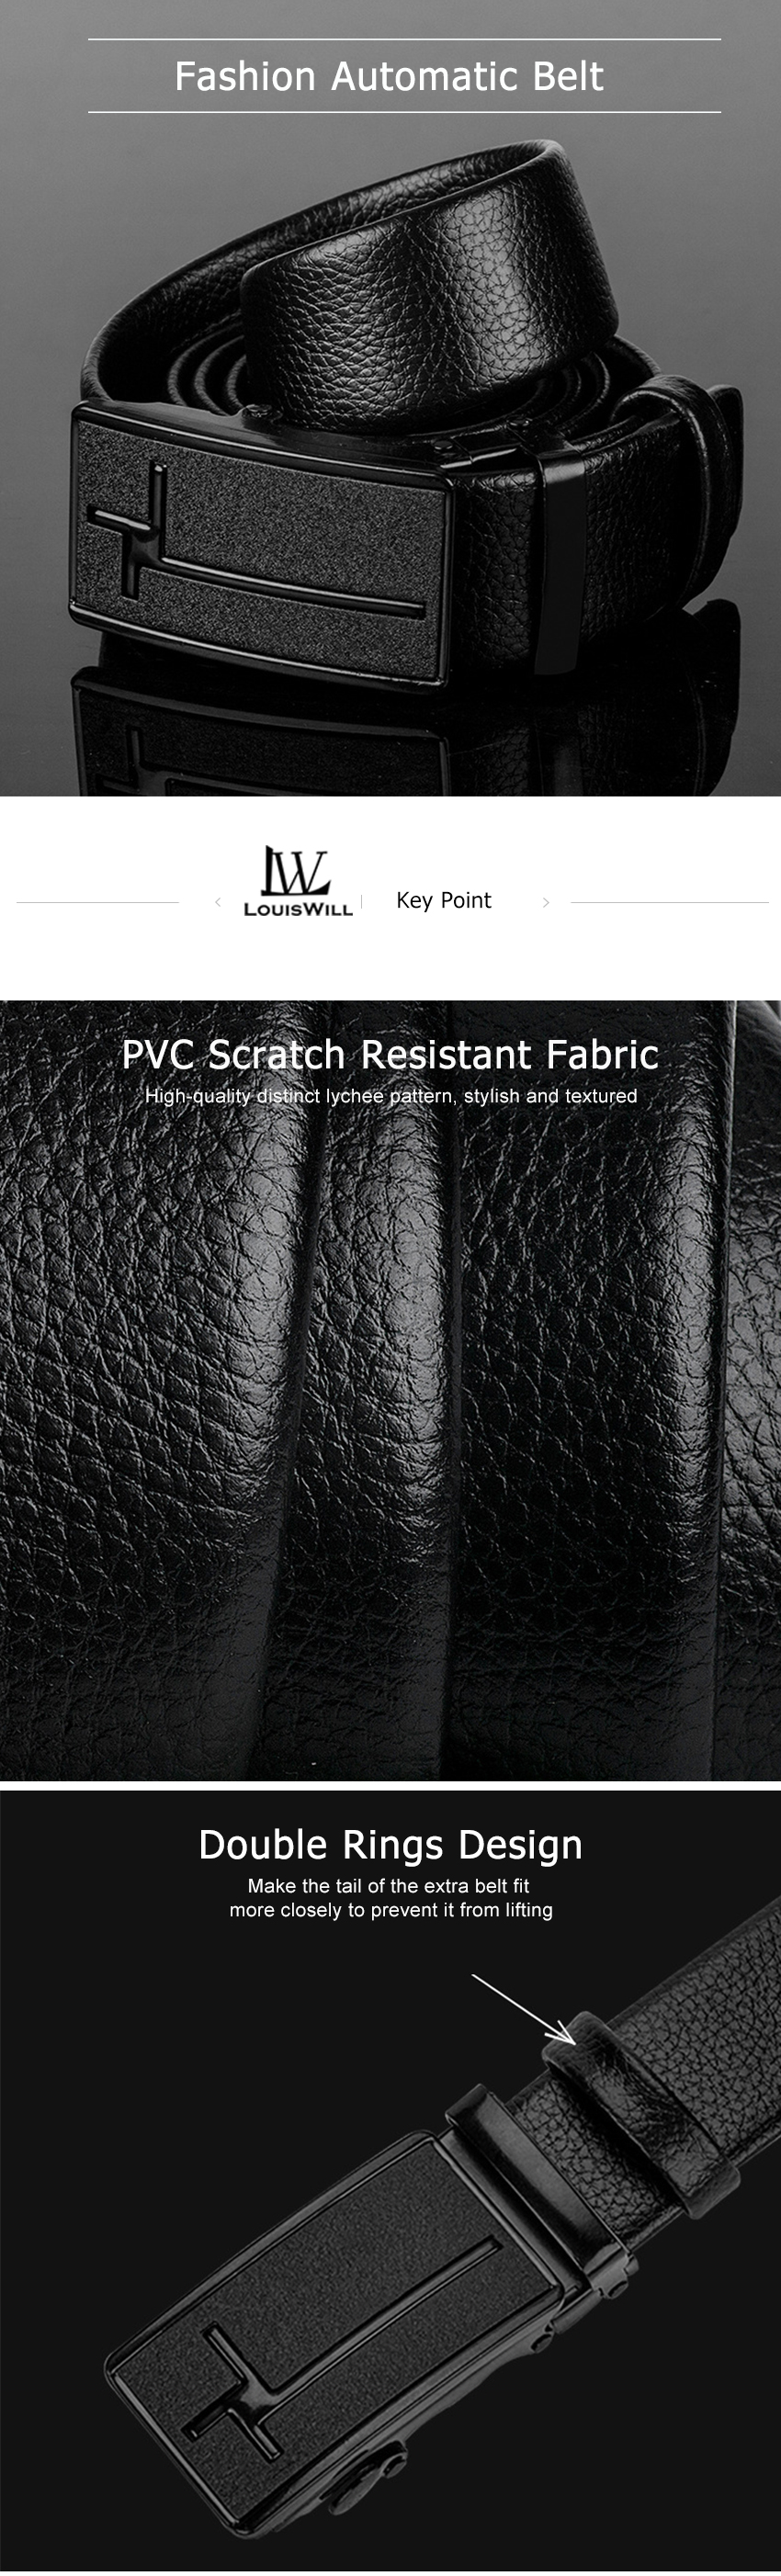 Fashion Automatic Belt
LW
LOUISWILL
Key Point
PVC Scratch Resistant Fabric
High-quality distinct lychee pattern, stylish and textured
Double Rings Design
Make the tail of the extra belt fit
more closely to prevent it from lifting